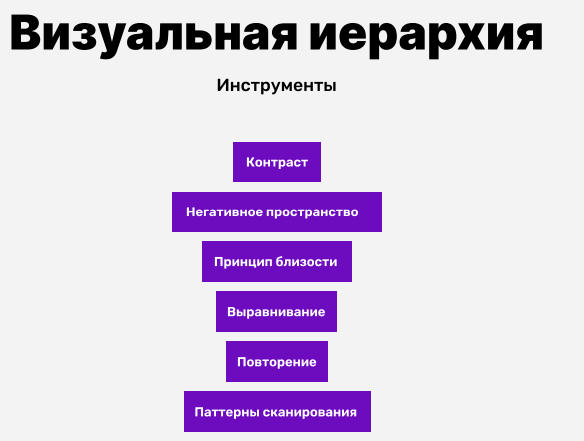 Визуальная иерархия
Инструменты
Контраст
Негативное пространство
Принцип близости
Выравнивание
Повторение
Паттерны сканирования